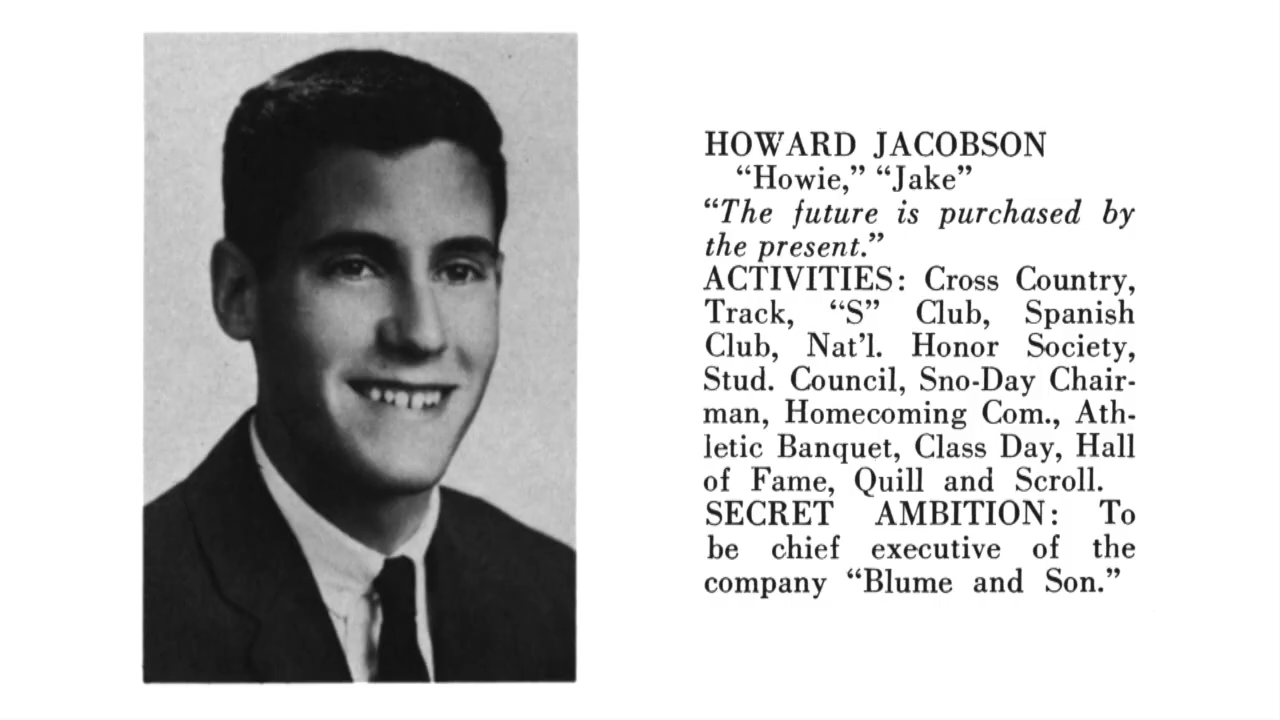 HOWARD JACOBSON
“Howie,” “Jake”
“The future is purchased by
the present.”
ACTIVITIES: Cross Country,
Track, “S” Club, Spanish
Club, Nat’l. Honor Society,
Stud. Council, Sno-Day Chair-
man, Homecoming Com., Ath-
letic Banquet, Class Day, Hall
of Fame, Quill and Scroll.
SECRET AMBITION: To
be chief executive of the
company “Blume and Son.”